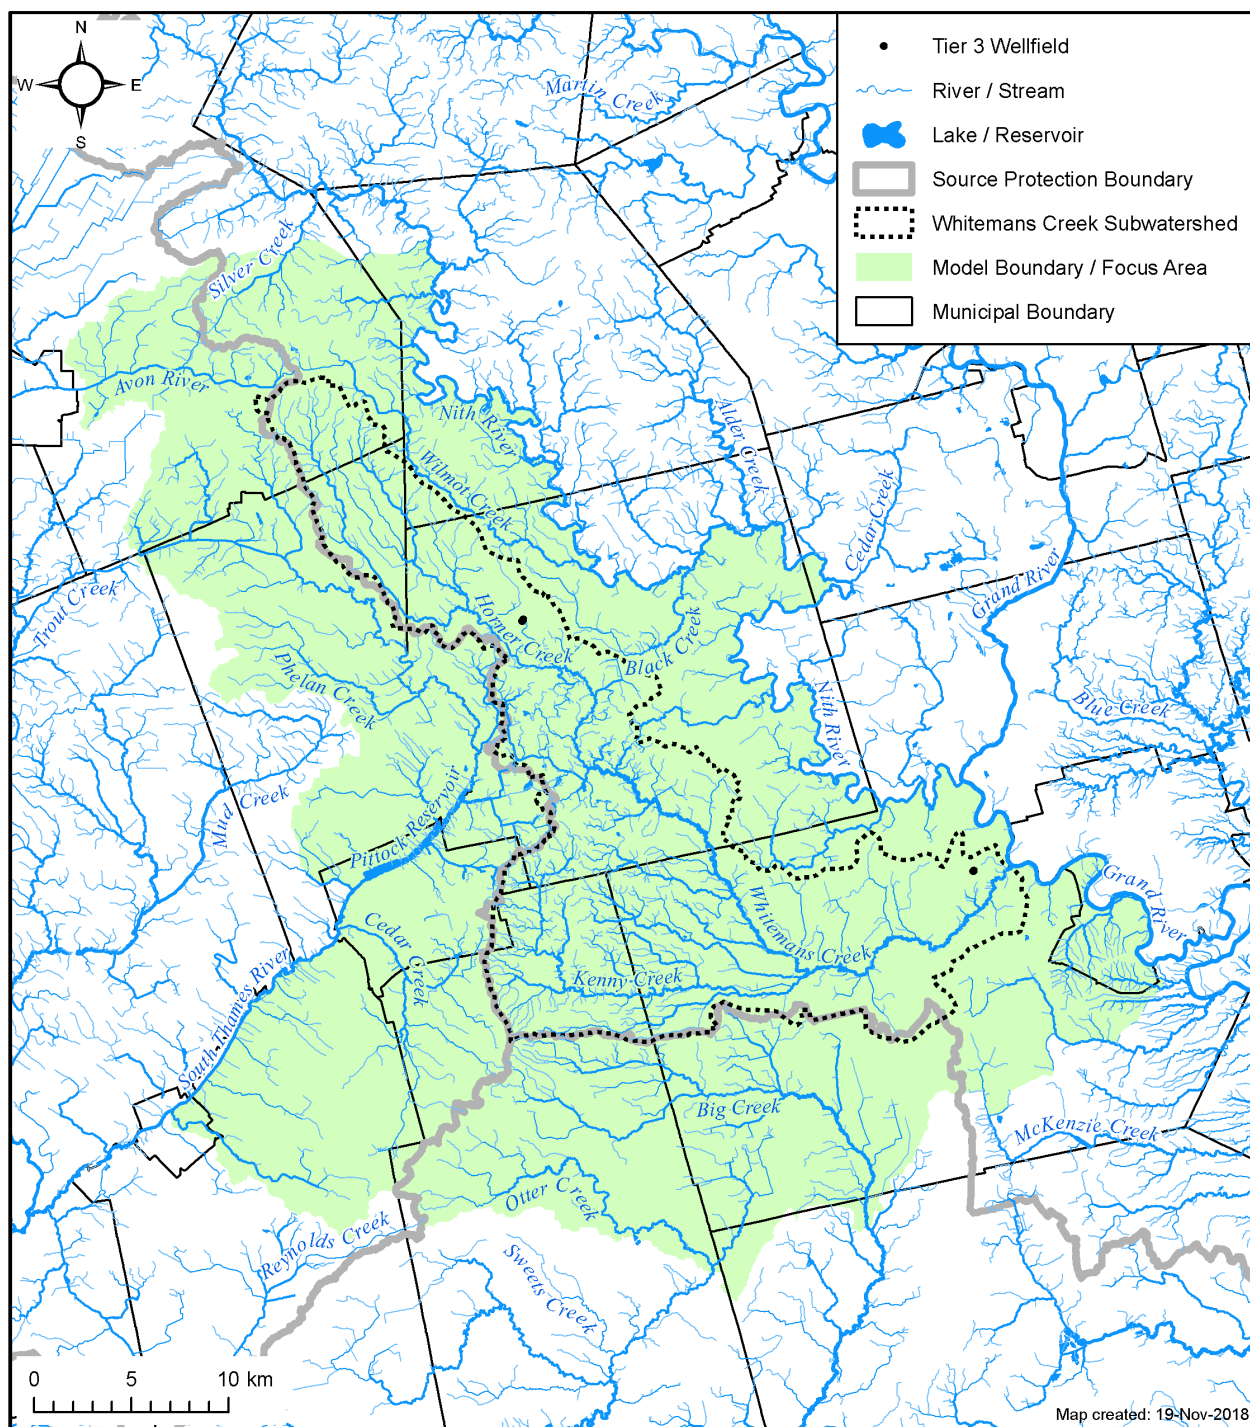 N
W
E
S
Tier 3 Wellfield
River / Stream
Lake / Reservoir
Source Protection Boundary
Whitemans Creek Subwatershed
Model Boundary / Focus Area
Municipal Boundary
Martin Creek
Silver Creek
Avon River
Nith River
Alder Creek
Wilmot Creek
Cedar Creek
Grand River
Trout Creek
Horner Creek
Black Creek
Phelan Creek
Nith River
Blue Creek
Mud Creek
Pittock Reservoir
Grand River
Whitemans Creek
Cedar Creek
Kenny Creek
South Thames River
Big Creek
McKenzie Creek
Otter Creek
Reynolds Creek
Sweets Creek
0 5 10 km
Map created: 19-Nov-2018